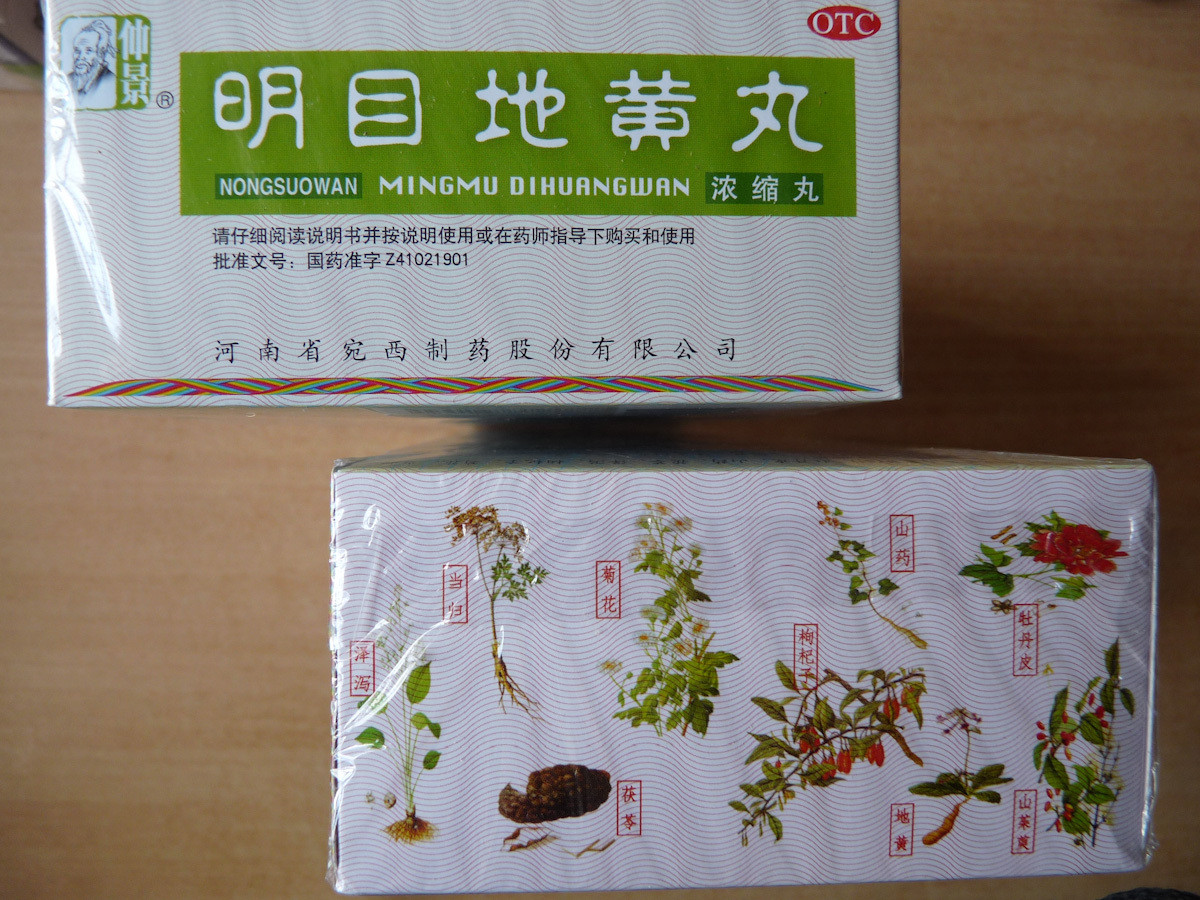 仲景®
OTC
明目地黄丸
NONGSUOWAN MINGMU DIHUANGWAN 浓缩丸
请仔细阅读说明书并按说明使用或在药师指导下购买和使用
批准文号：国药准字Z41021901
河南省宛西制药股份有限公司
泽泻
当归
菊花
山药
牡丹皮
枸杞子
茯苓
地黄
山茱萸